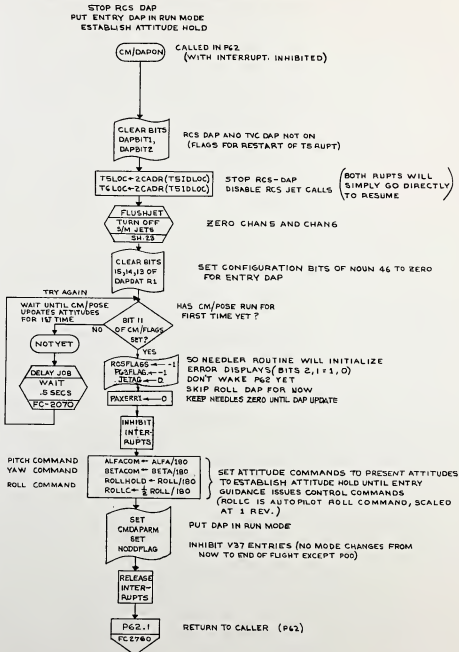 STOP RCS DAP
PUT ENTRY DAP IN RUN MODE
ESTABLISH ATTITUDE HOLD
CM/DAPON
CALLED IN P62
(WITH INTERRUPT. INHIBITED)
CLEAR BITS
DAPBIT1,
DAPBIT2
RCS DAP AND TVC DAP NOT ON
(FLAGS FOR RESTART OF T5RUPT)
T5LOC←2CADR(T5IDLOC)
T6LOC←2CADR(T5IDLOC)
STOP RCS-DAP
DISABLE RCS JET CALLS
(BOTH RUPTS WILL
SIMPLY GO DIRECTLY
TO RESUME)
FLUSHJET
TURN OFF
S/M JETS
SH.23
ZERO CHAN5 AND CHAN6
CLEAR BITS
15,14,13 OF
DAPDAT R1
SET CONFIGURATION BITS OF NOUN 46 TO ZERO
FOR ENTRY DAP
TRY AGAIN
WAIT UNTIL CM/POSE
UPDATES ATTITUDES
FOR 1ST TIME
NO
BIT 11
OF CM/FLAGS
SET?
HAS CM/POSE RUN FOR
FIRST TIME YET?
NOTYET
YES
DELAY JOB
WAIT
.5 SECS
FC-2070
RCSFLAGS←-1
P63FLAG←-1
JETAG←0
PAXERR1←0
SO NEEDLER ROUTINE WILL INITIALIZE
ERROR DISPLAYS (BITS 2,1=1,0)
DON'T WAKE P62 YET
SKIP ROLL DAP FOR NOW
KEEP NEEDLES ZERO UNTIL DAP UPDATE
INHIBIT
INTER-
RUPTS
PITCH COMMAND
YAW COMMAND
ROLL COMMAND
ALFACOM←ALFA/180
BETACOM←BETA/180
ROLLHOLD←ROLL/180
ROLLC←½ ROLL/180
SET ATTITUDE COMMANDS TO PRESENT ATTITUDES
TO ESTABLISH ATTITUDE HOLD UNTIL ENTRY
GUIDANCE ISSUES CONTROL COMMANDS
(ROLLC IS AUTOPILOT ROLL COMMAND, SCALED
AT 1 REV.)
SET
CMDAPARM
SET
NODOFLAG
PUT DAP IN RUN MODE
INHIBIT V37 ENTRIES (NO MODE CHANGES FROM
NOW TO END OF FLIGHT EXCEPT P00)
RELEASE
INTER-
RUPTS
P62.1
FC2760
RETURN TO CALLER (P62)